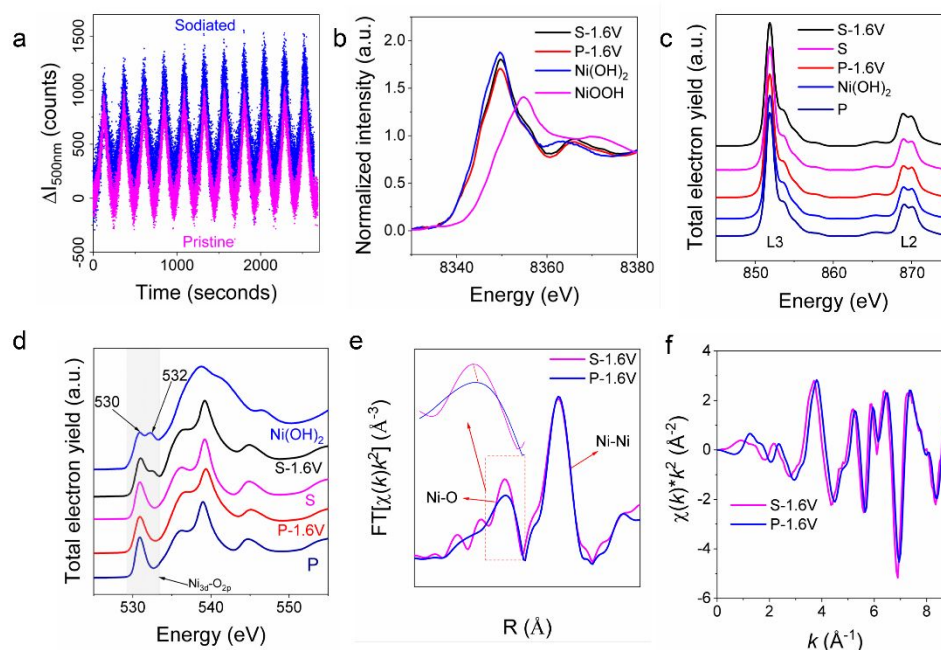 a
Sodiated
1500
1000
500
0
-500
ΔI500nm (counts)
Pristine
0 1000 2000
Time (seconds)
b
S-1.6V
P-1.6V
Ni(OH)2
NiOOH
2.0
1.5
1.0
0.5
0.0
Normalized intensity (a.u.)
8340 8360 8380
Energy (eV)
c
S-1.6V
S
P-1.6V
Ni(OH)2
P
Total electron yield (a.u.)
L3 L2
850 860 870
Energy (eV)
d
532
530
Ni(OH)2
S-1.6V
S
P-1.6V
P
Ni3d-O2p
Total electron yield (a.u.)
530 540 550
Energy (eV)
e
S-1.6V
P-1.6V
Ni-Ni
Ni-O
FT[χ(k)k²] (Å⁻³)
R (Å)
f
4
2
0
-2
-4
-6
χ(k)*k² (Å⁻²)
S-1.6V
P-1.6V
0 2 4 6 8
k (Å⁻¹)